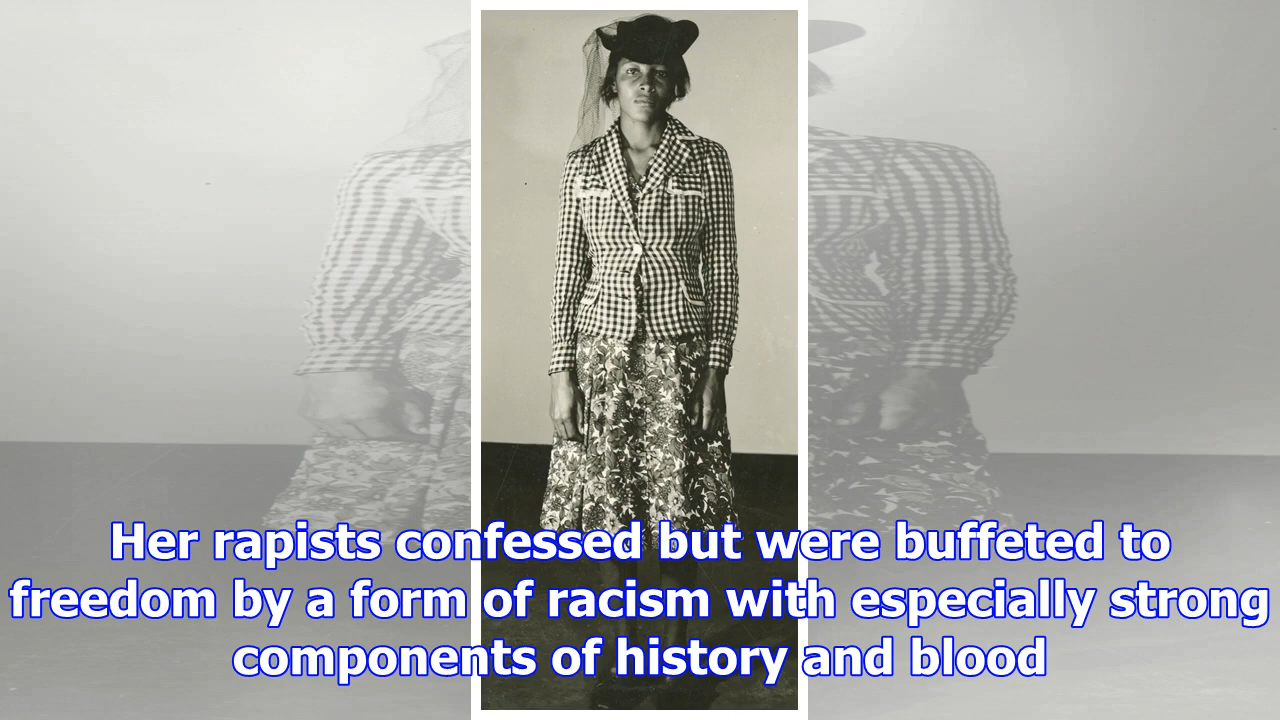 Her rapists confessed but were buffeted to
freedom by a form of racism with especially strong
components of history and blood